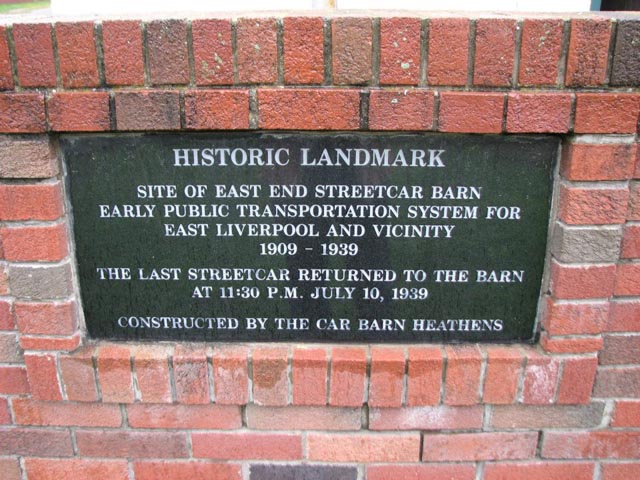 HISTORIC LANDMARK
SITE OF EAST END STREETCAR BARN
EARLY PUBLIC TRANSPORTATION SYSTEM FOR
EAST LIVERPOOL AND VICINITY
1909 - 1939
THE LAST STREETCAR RETURNED TO THE BARN
AT 11:30 P.M. JULY 10, 1939
CONSTRUCTED BY THE CAR BARN HEATHENS